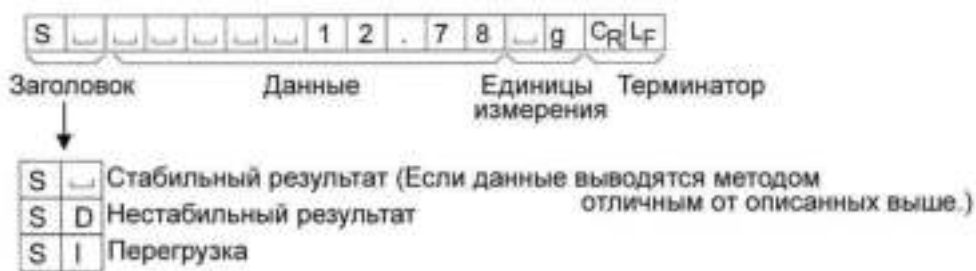 S ␣ ␣ ␣ ␣ ␣ ␣ 1 2 . 7 8 ␣ g CR LF
Заголовок Данные Единицы измерения Терминатор
S ␣ Стабильный результат (Если данные выводятся методом отличным от описанных выше.)
S D Нестабильный результат
S I Перегрузка